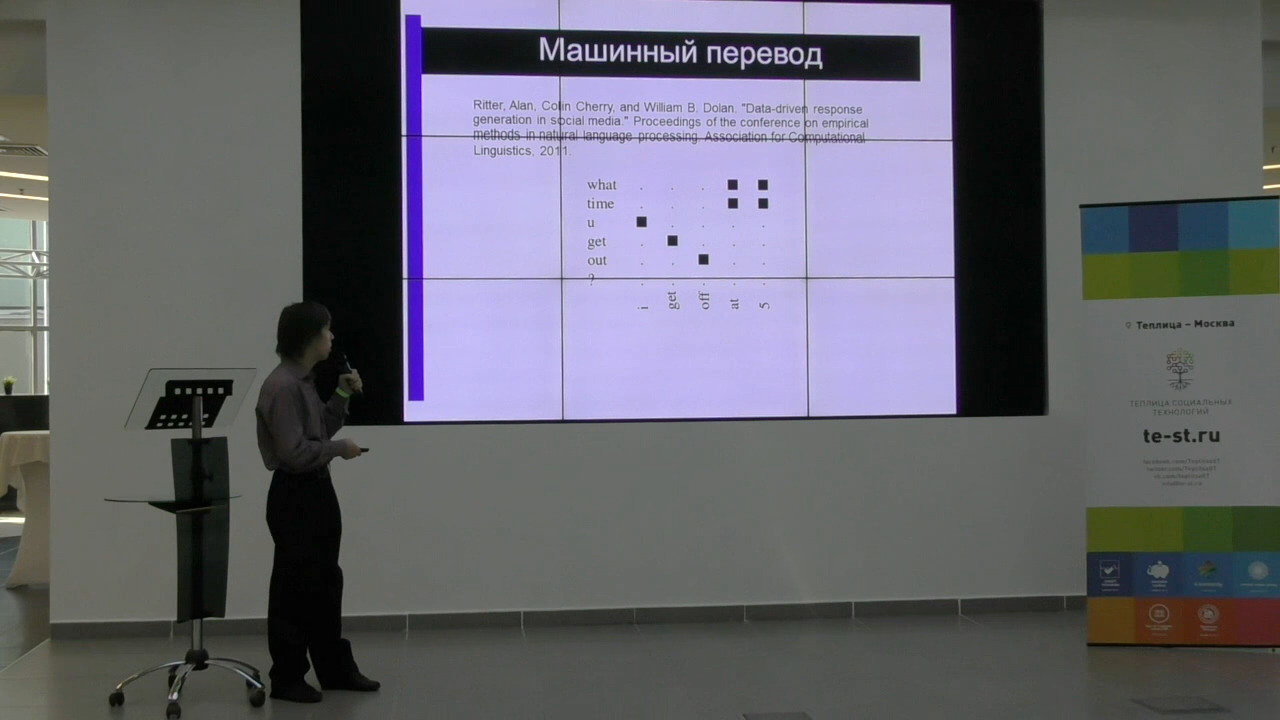 Машинный перевод
Ritter, Alan, Colin Cherry, and William B. Dolan. "Data-driven response
generation in social media." Proceedings of the conference on empirical
methods in natural language processing. Association for Computational
Linguistics, 2011.
what
time
u
get
out
?
i get off at 5
Теплица – Москва
ТЕПЛИЦА СОЦИАЛЬНЫХ
ТЕХНОЛОГИЙ
te-st.ru